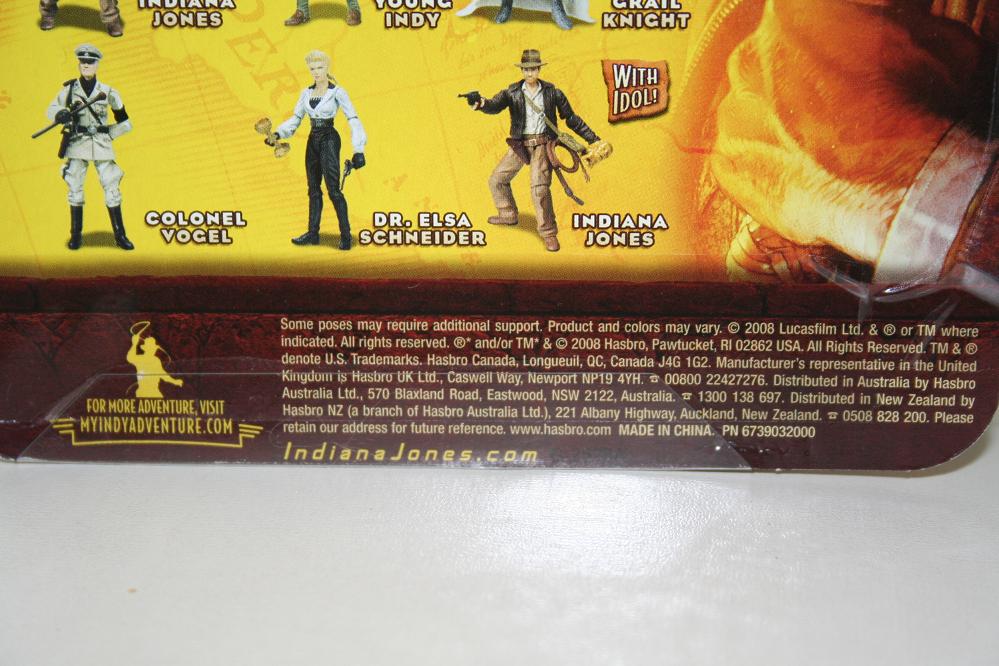 INDIANA
JONES
YOUNG
INDY
GRAIL
KNIGHT
WITH
IDOL!
COLONEL
VOGEL
DR. ELSA
SCHNEIDER
INDIANA
JONES
FOR MORE ADVENTURE, VISIT
MYINDYADVENTURE.COM
Some poses may require additional support. Product and colors may vary. © 2008 Lucasfilm Ltd. & ® or TM where
indicated. All rights reserved. ®* and/or TM* & © 2008 Hasbro, Pawtucket, RI 02862 USA. All Rights Reserved. TM & ®
denote U.S. Trademarks. Hasbro Canada, Longueuil, QC, Canada J4G 1G2. Manufacturer's representative in the United
Kingdom is Hasbro UK Ltd., Caswell Way, Newport NP19 4YH. ☎ 00800 22427276. Distributed in Australia by Hasbro
Australia Ltd., 570 Blaxland Road, Eastwood, NSW 2122, Australia. ☎ 1300 138 697. Distributed in New Zealand by
Hasbro NZ (a branch of Hasbro Australia Ltd.), 221 Albany Highway, Auckland, New Zealand. ☎ 0508 828 200. Please
retain our address for future reference. www.hasbro.com MADE IN CHINA. PN 6739032000
IndianaJones.com